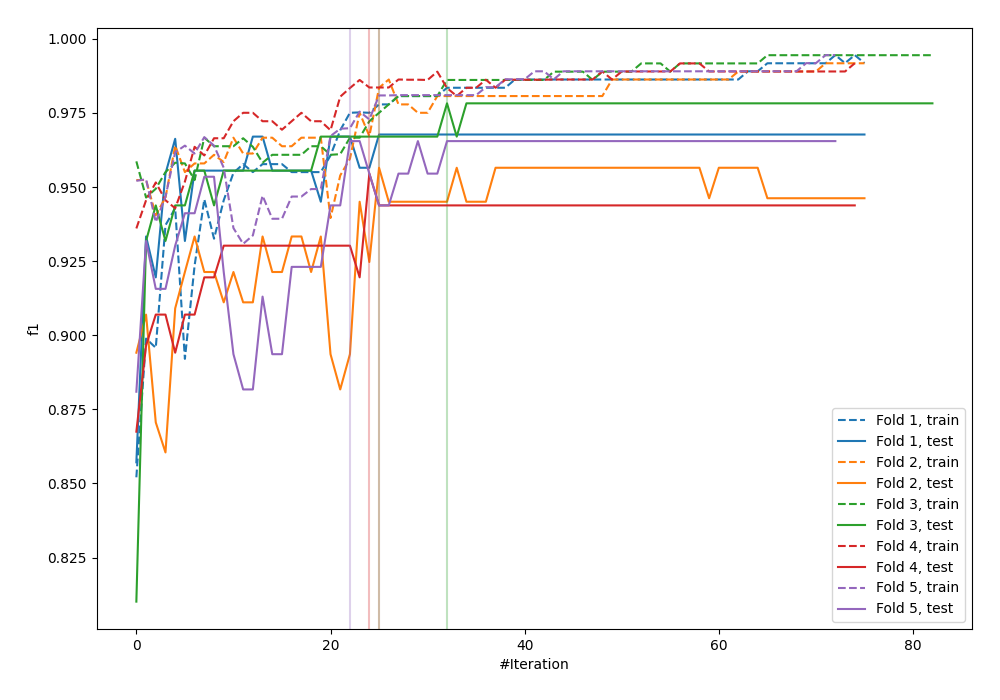 1.000
0.975
0.950
0.925
0.900
0.875
0.850
0.825
f1
0
20
40
60
80
#Iteration
Fold 1, train
Fold 1, test
Fold 2, train
Fold 2, test
Fold 3, train
Fold 3, test
Fold 4, train
Fold 4, test
Fold 5, train
Fold 5, test